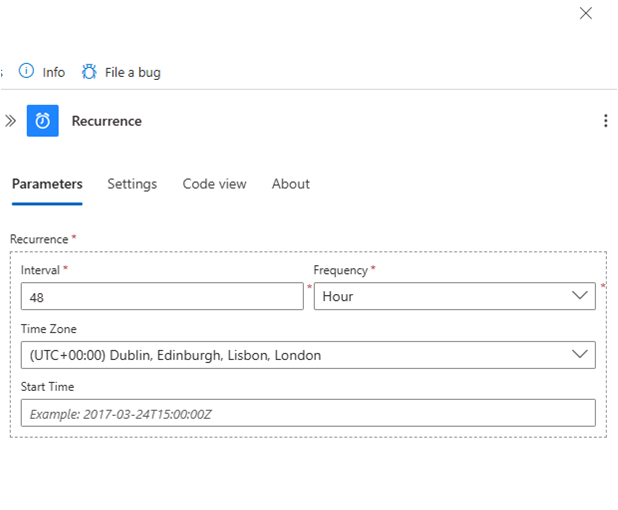 Info File a bug
Recurrence
Parameters Settings Code view About
Recurrence *
Interval * Frequency *
48 * Hour *
Time Zone
(UTC+00:00) Dublin, Edinburgh, Lisbon, London
Start Time
Example: 2017-03-24T15:00:00Z